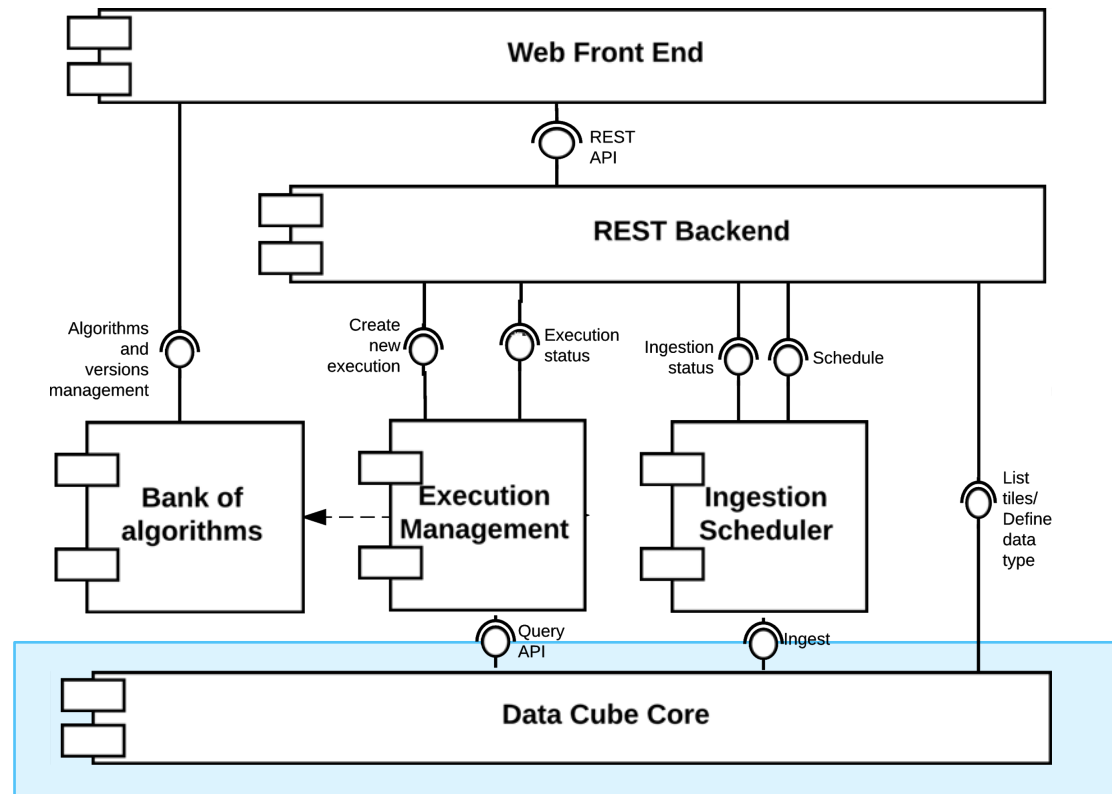 Web Front End
REST
API
REST Backend
Algorithms
and
versions
management
Create
new
execution
Execution
status
Ingestion
status
Schedule
Bank of
algorithms
Execution
Management
Ingestion
Scheduler
List
tiles/
Define
data
type
Query
API
Ingest
Data Cube Core